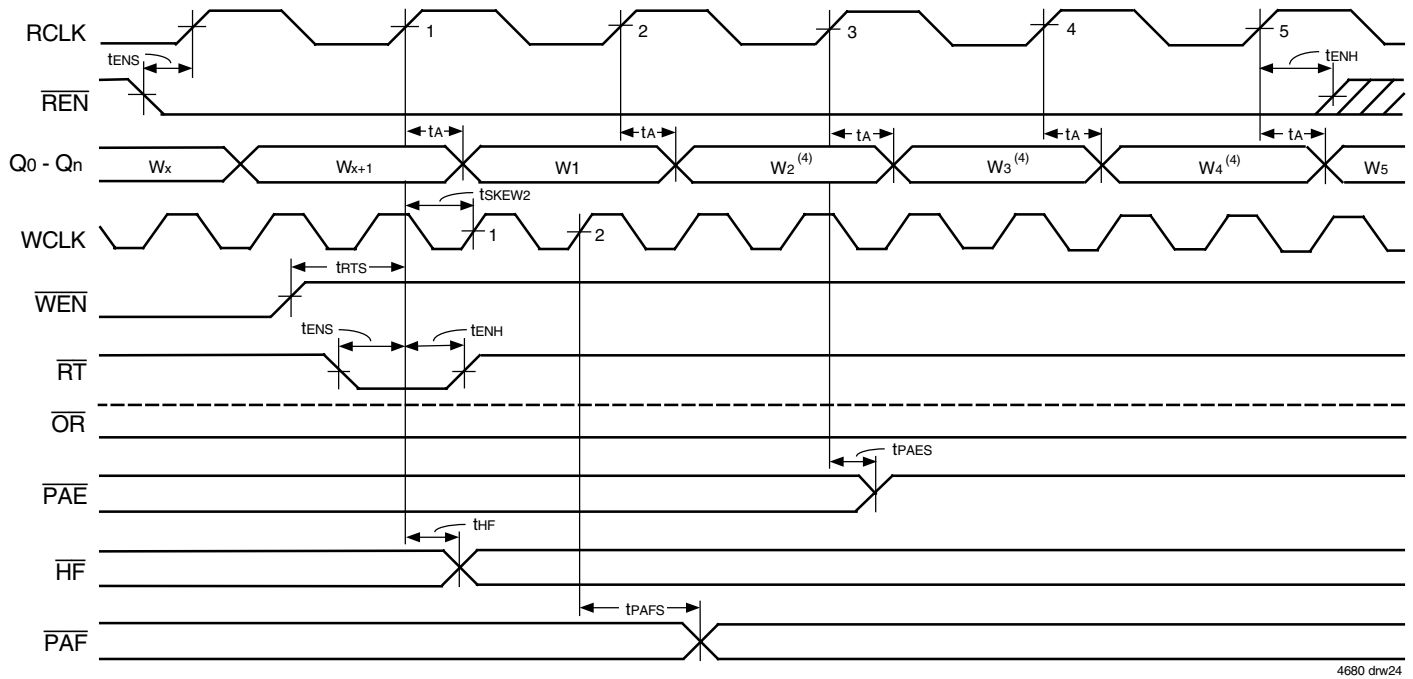 RCLK 1 2 3 4 5
tENS tENH
REN
tA tA tA tA tA
Q0 - Qn Wx Wx+1 W1 W2 (4) W3 (4) W4 (4) W5
tSKEW2
WCLK 1 2
tRTS
WEN
tENS tENH
RT
OR
tPAES
PAE
tHF
HF
tPAFS
PAF
4680 drw24